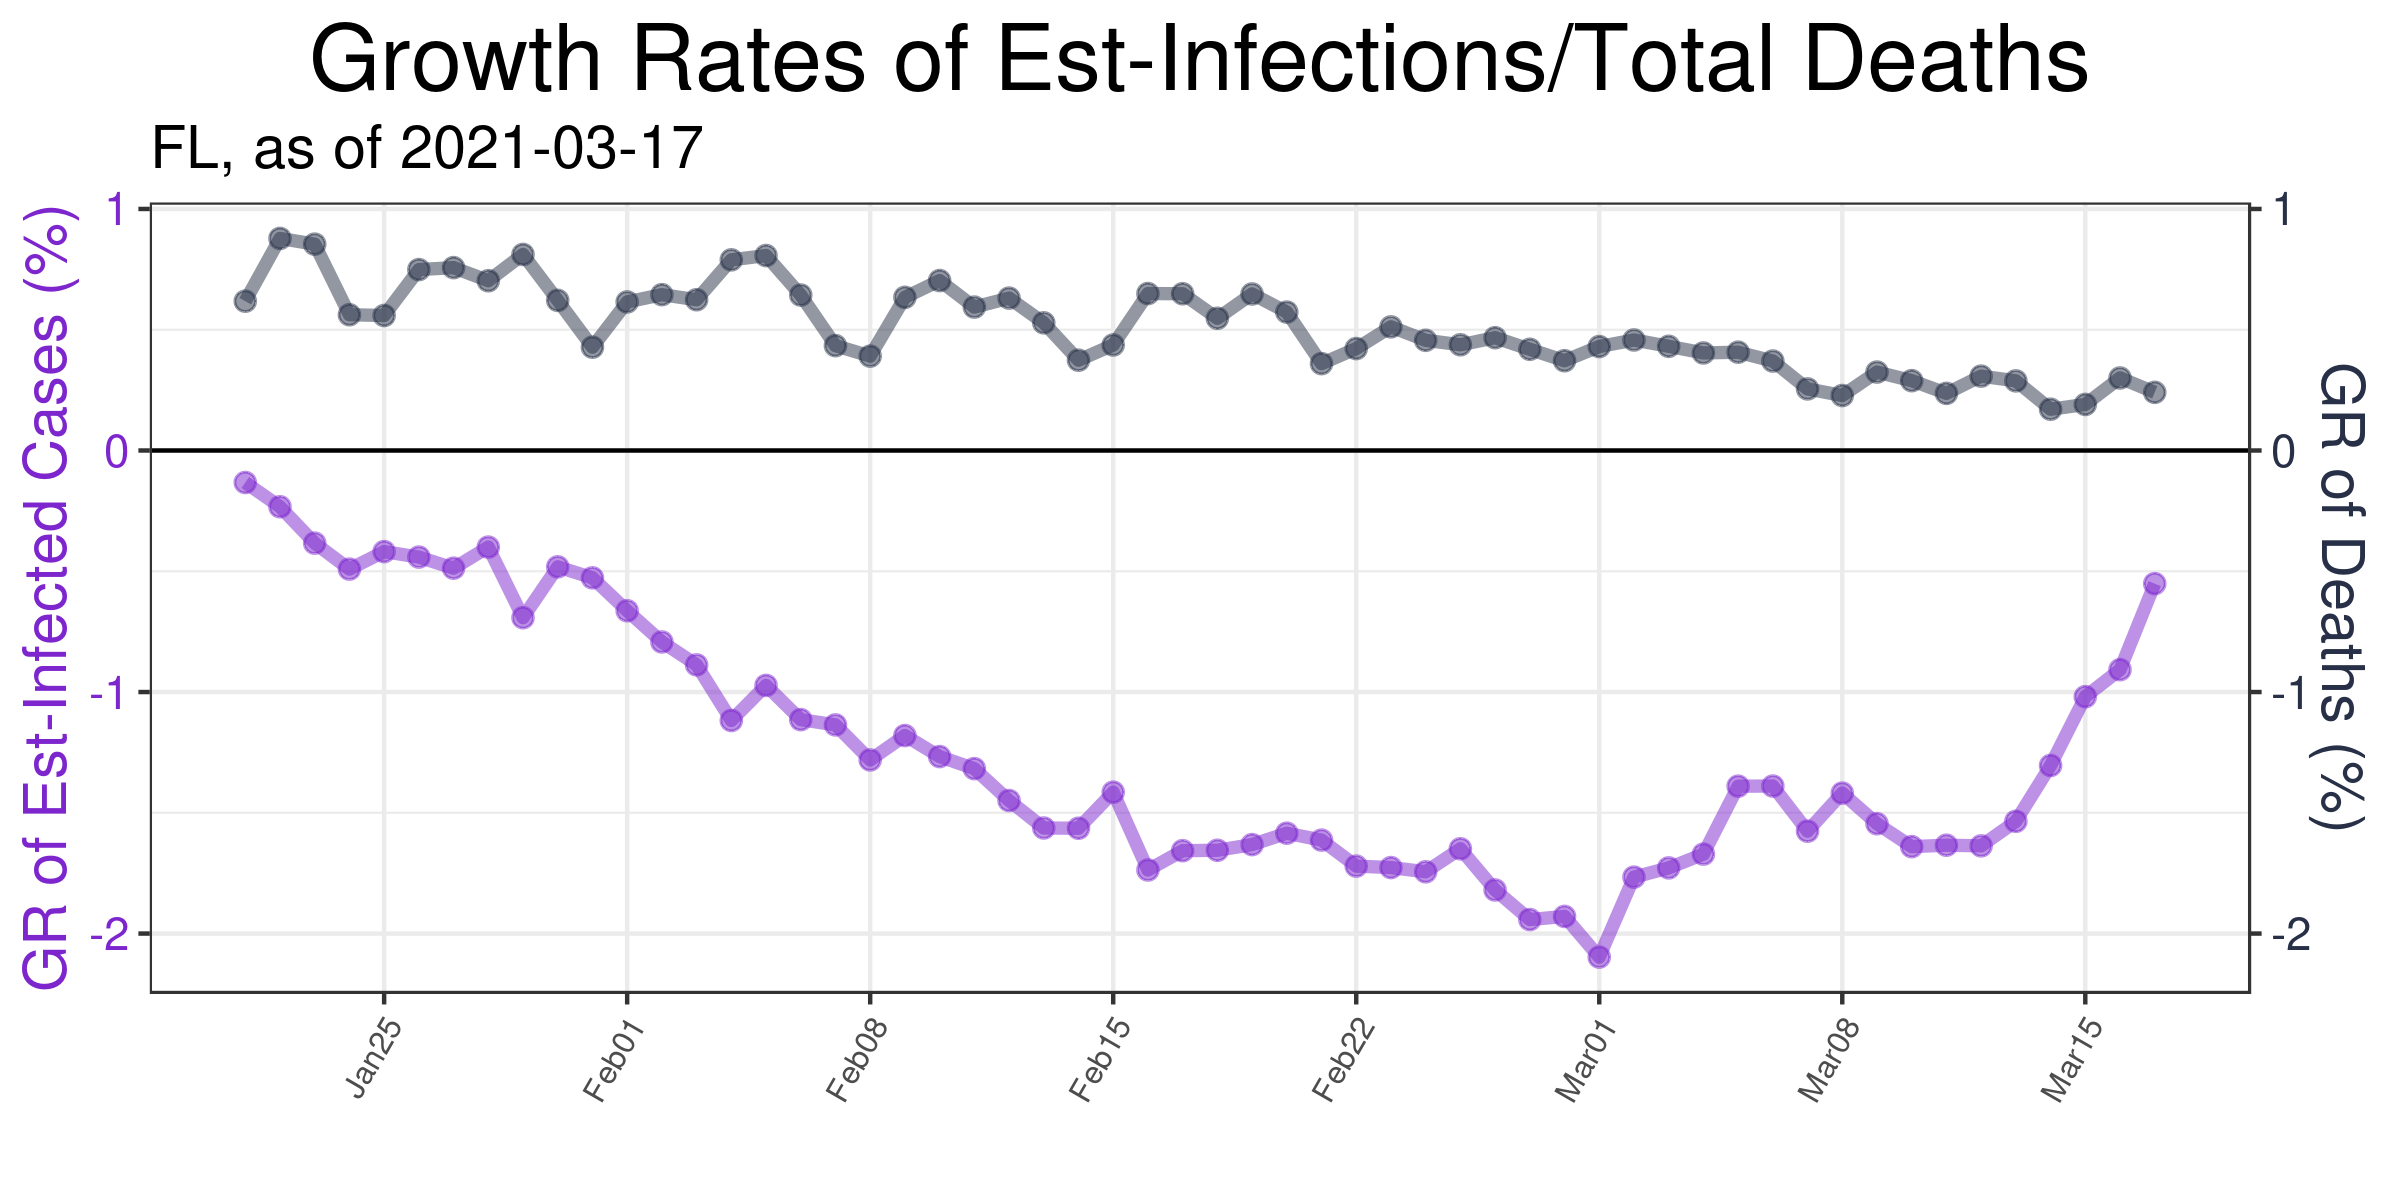 Growth Rates of Est-Infections/Total Deaths
FL, as of 2021-03-17
GR of Est-Infected Cases (%)
1
0
-1
-2
1
0
-1
-2
GR of Deaths (%)
Jan25
Feb01
Feb08
Feb15
Feb22
Mar01
Mar08
Mar15